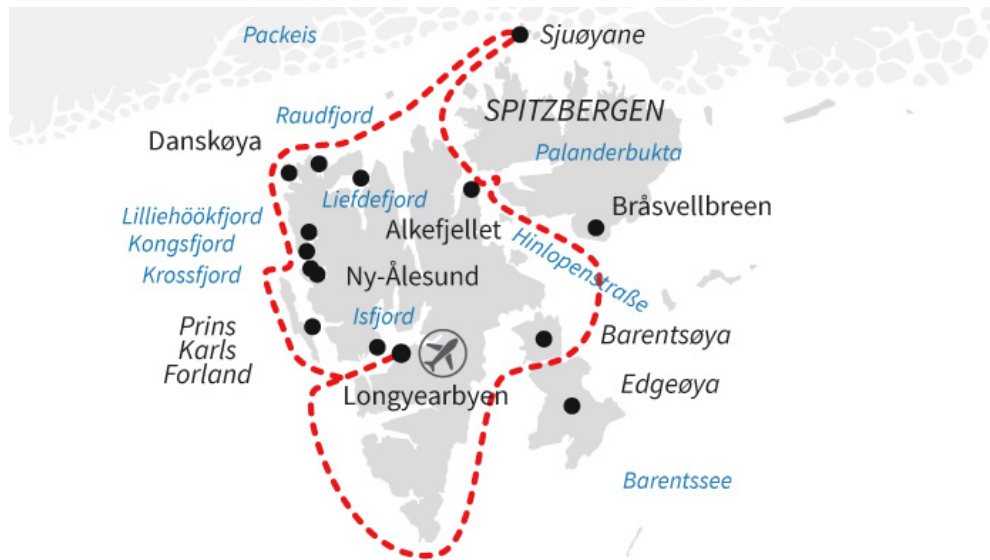 Packeis
Sjuøyane
Raudfjord
SPITZBERGEN
Danskøya
Palanderbukta
Liefdefjord
Lilliehöökfjord
Bråsvellbreen
Alkefjellet
Kongsfjord
Hinlopenstraße
Krossfjord
Ny-Ålesund
Isfjord
Prins
Karls
Forland
Barentsøya
Longyearbyen
Edgeøya
Barentssee